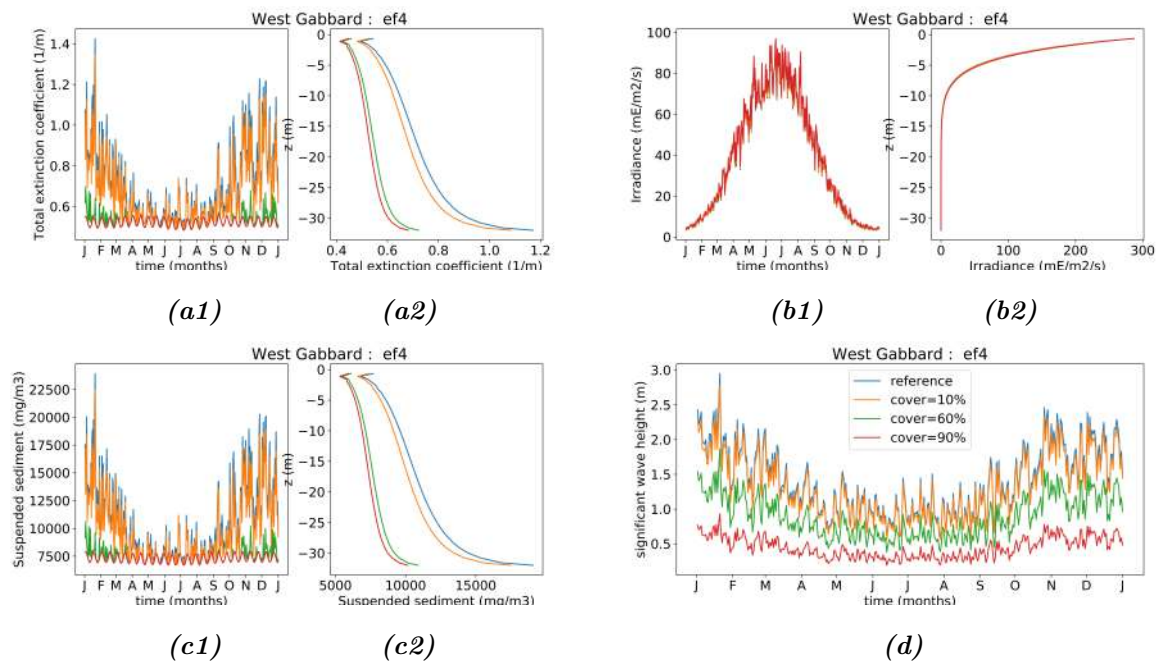 West Gabbard : ef4
Total extinction coefficient (1/m)
1.4
1.2
1.0
0.8
0.6
J F M A M J J A S O N D J
time (months)
z (m)
0
−5
−10
−15
−20
−25
−30
0.4 0.6 0.8 1.0 1.2
Total extinction coefficient (1/m)
(a1)
(a2)
West Gabbard : ef4
Irradiance (mE/m2/s)
100
80
60
40
20
0
J F M A M J J A S O N D J
time (months)
z (m)
0
−5
−10
−15
−20
−25
−30
0 100 200 300
Irradiance (mE/m2/s)
(b1)
(b2)
West Gabbard : ef4
Suspended sediment (mg/m3)
22500
20000
17500
15000
12500
10000
7500
J F M A M J J A S O N D J
time (months)
z (m)
0
−5
−10
−15
−20
−25
−30
5000 10000 15000
Suspended sediment (mg/m3)
(c1)
(c2)
West Gabbard : ef4
significant wave height (m)
3.0
2.5
2.0
1.5
1.0
0.5
reference
cover=10%
cover=60%
cover=90%
J F M A M J J A S O N D J
time (months)
(d)